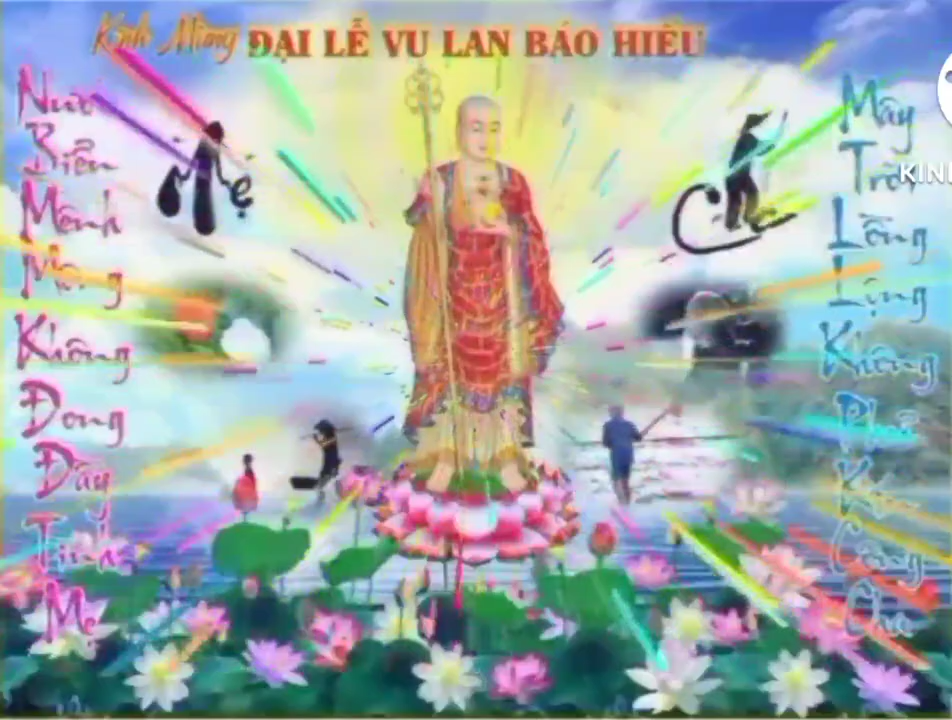 Kính Mừng ĐẠI LỄ VU LAN BÁO HIẾU
Nước
Biển
Mênh
Mông
Không
Đong
Đầy
Tình
Mẹ
Mẹ
Cha
Mây
Trời
Lồng
Lộng
Không
Phủ
Kín
Công
Cha
KINH